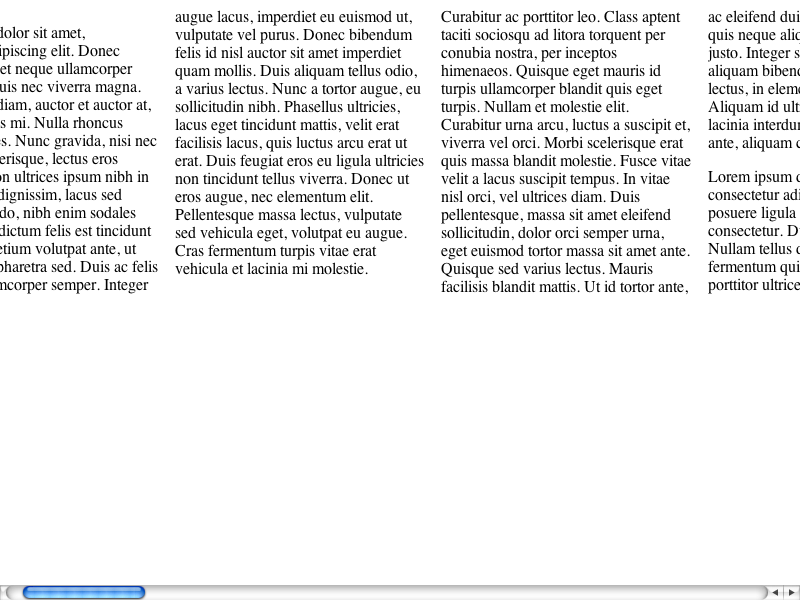 dolor sit amet,
ipiscing elit. Donec
et neque ullamcorper
uis nec viverra magna.
diam, auctor et auctor at,
s mi. Nulla rhoncus
es. Nunc gravida, nisi nec
erisque, lectus eros
on ultrices ipsum nibh in
dignissim, lacus sed
do, nibh enim sodales
dictum felis est tincidunt
etium volutpat ante, ut
pharetra sed. Duis ac felis
mcorper semper. Integer
augue lacus, imperdiet eu euismod ut,
vulputate vel purus. Donec bibendum
felis id nisl auctor sit amet imperdiet
quam mollis. Duis aliquam tellus odio,
a varius lectus. Nunc a tortor augue, eu
sollicitudin nibh. Phasellus ultricies,
lacus eget tincidunt mattis, velit erat
facilisis lacus, quis luctus arcu erat ut
erat. Duis feugiat eros eu ligula ultricies
non tincidunt tellus viverra. Donec ut
eros augue, nec elementum elit.
Pellentesque massa lectus, vulputate
sed vehicula eget, volutpat eu augue.
Cras fermentum turpis vitae erat
vehicula et lacinia mi molestie.
Curabitur ac porttitor leo. Class aptent
taciti sociosqu ad litora torquent per
conubia nostra, per inceptos
himenaeos. Quisque eget mauris id
turpis ullamcorper blandit quis eget
turpis. Nullam et molestie elit.
Curabitur urna arcu, luctus a suscipit et,
viverra vel orci. Morbi scelerisque erat
quis massa blandit molestie. Fusce vitae
velit a lacus suscipit tempus. In vitae
nisl orci, vel ultrices diam. Duis
pellentesque, massa sit amet eleifend
sollicitudin, dolor orci semper urna,
eget euismod tortor massa sit amet ante.
Quisque sed varius lectus. Mauris
facilisis blandit mattis. Ut id tortor ante,
ac eleifend dui
quis neque aliq
justo. Integer s
aliquam bibend
lectus, in eleme
Aliquam id ult
lacinia interdu
ante, aliquam
Lorem ipsum
consectetur adi
posuere ligula
consectetur. D
Nullam tellus
fermentum qui
porttitor ultrice